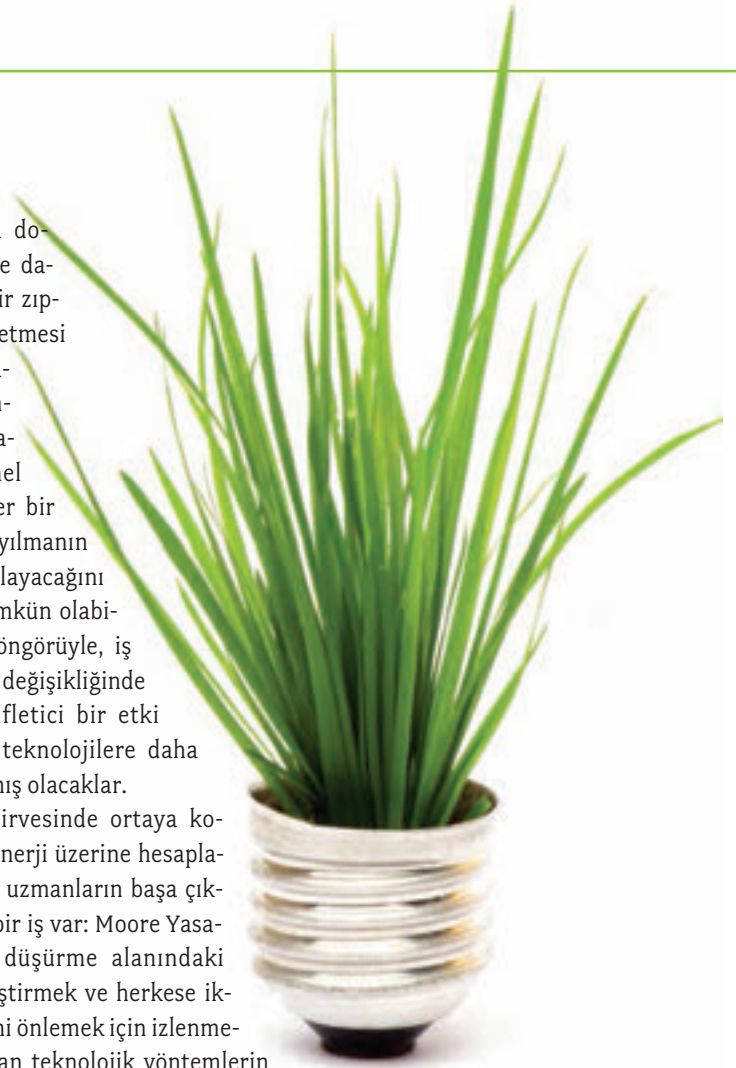 do-
e da-
ir zıp-
etmesi
nel
er bir
yılmanın
layacağını
mkün olabi-
öngörüyle, iş
değişikliğinde
fletici bir etki
teknolojilere daha
mış olacaklar.
irvesinde ortaya ko-
nerji üzerine hesapla-
uzmanların başa çık-
bir iş var: Moore Yasa-
düşürme alanındaki
ştirmek ve herkese ik-
ni önlemek için izlenme-
an teknolojik yöntemlerin